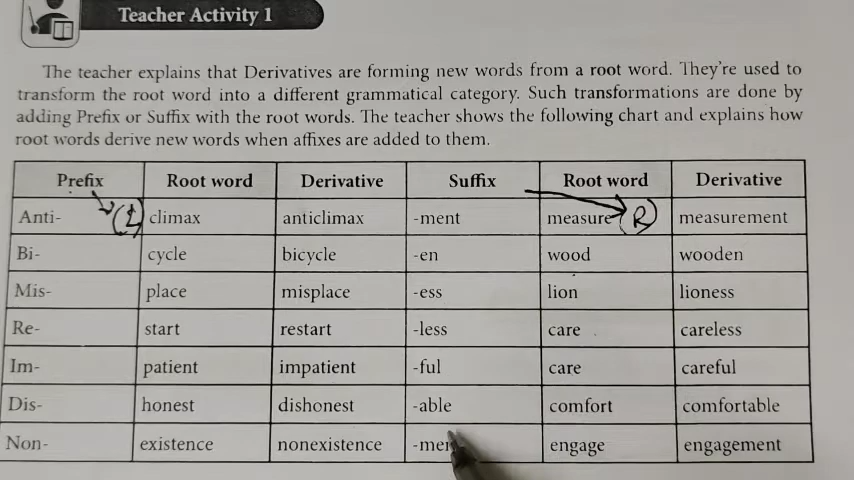 Teacher Activity 1
The teacher explains that Derivatives are forming new words from a root word. They're used to
transform the root word into a different grammatical category. Such transformations are done by
adding Prefix or Suffix with the root words. The teacher shows the following chart and explains how
root words derive new words when affixes are added to them.
Prefix Root word Derivative Suffix Root word Derivative
Anti- (L) climax anticlimax -ment measure (R) measurement
Bi- cycle bicycle -en wood wooden
Mis- place misplace -ess lion lioness
Re- start restart -less care careless
Im- patient impatient -ful care careful
Dis- honest dishonest -able comfort comfortable
Non- existence nonexistence engage engagement